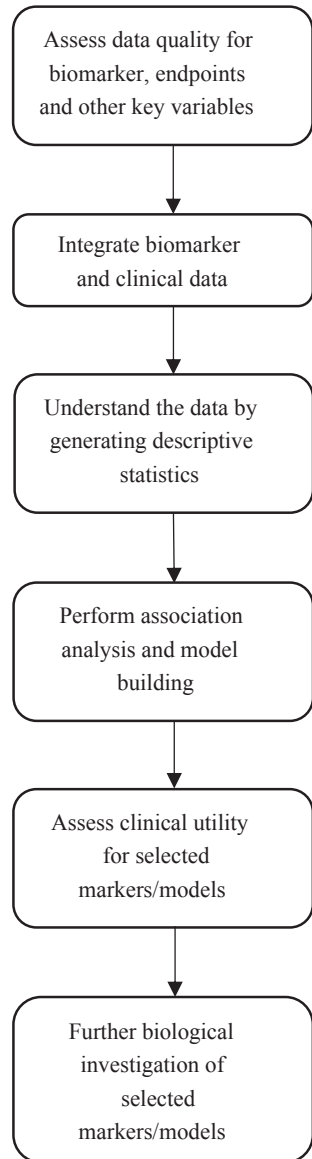 Assess data quality for
biomarker, endpoints
and other key variables
Integrate biomarker
and clinical data
Understand the data by
generating descriptive
statistics
Perform association
analysis and model
building
Assess clinical utility
for selected
markers/models
Further biological
investigation of
selected
markers/models